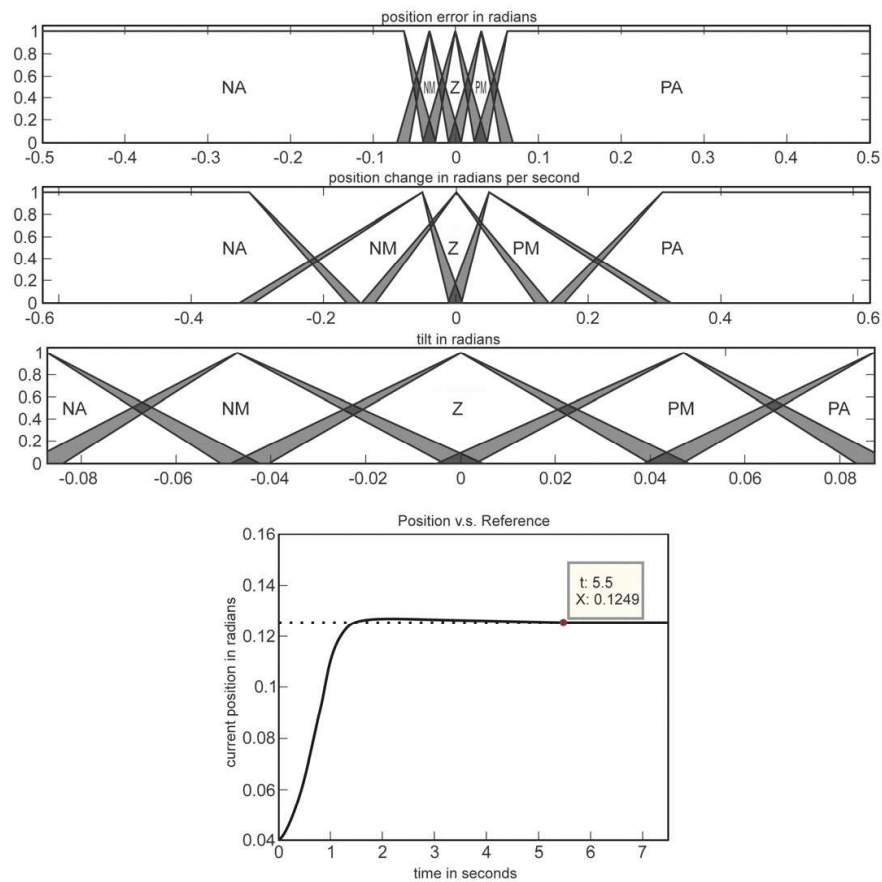 position error in radians
1
0.8
0.6
0.4
0.2
0
NA
NM
Z
PM
PA
-0.5 -0.4 -0.3 -0.2 -0.1 0 0.1 0.2 0.3 0.4 0.5
position change in radians per second
1
0.8
0.6
0.4
0.2
0
NA
NM
Z
PM
PA
-0.6 -0.4 -0.2 0 0.2 0.4 0.6
tilt in radians
1
0.8
0.6
0.4
0.2
0
NA
NM
Z
PM
PA
-0.08 -0.06 -0.04 -0.02 0 0.02 0.04 0.06 0.08
Position v.s. Reference
0.16
0.14
0.12
0.1
0.08
0.06
0.04
current position in radians
t: 5.5
X: 0.1249
0 1 2 3 4 5 6 7
time in seconds